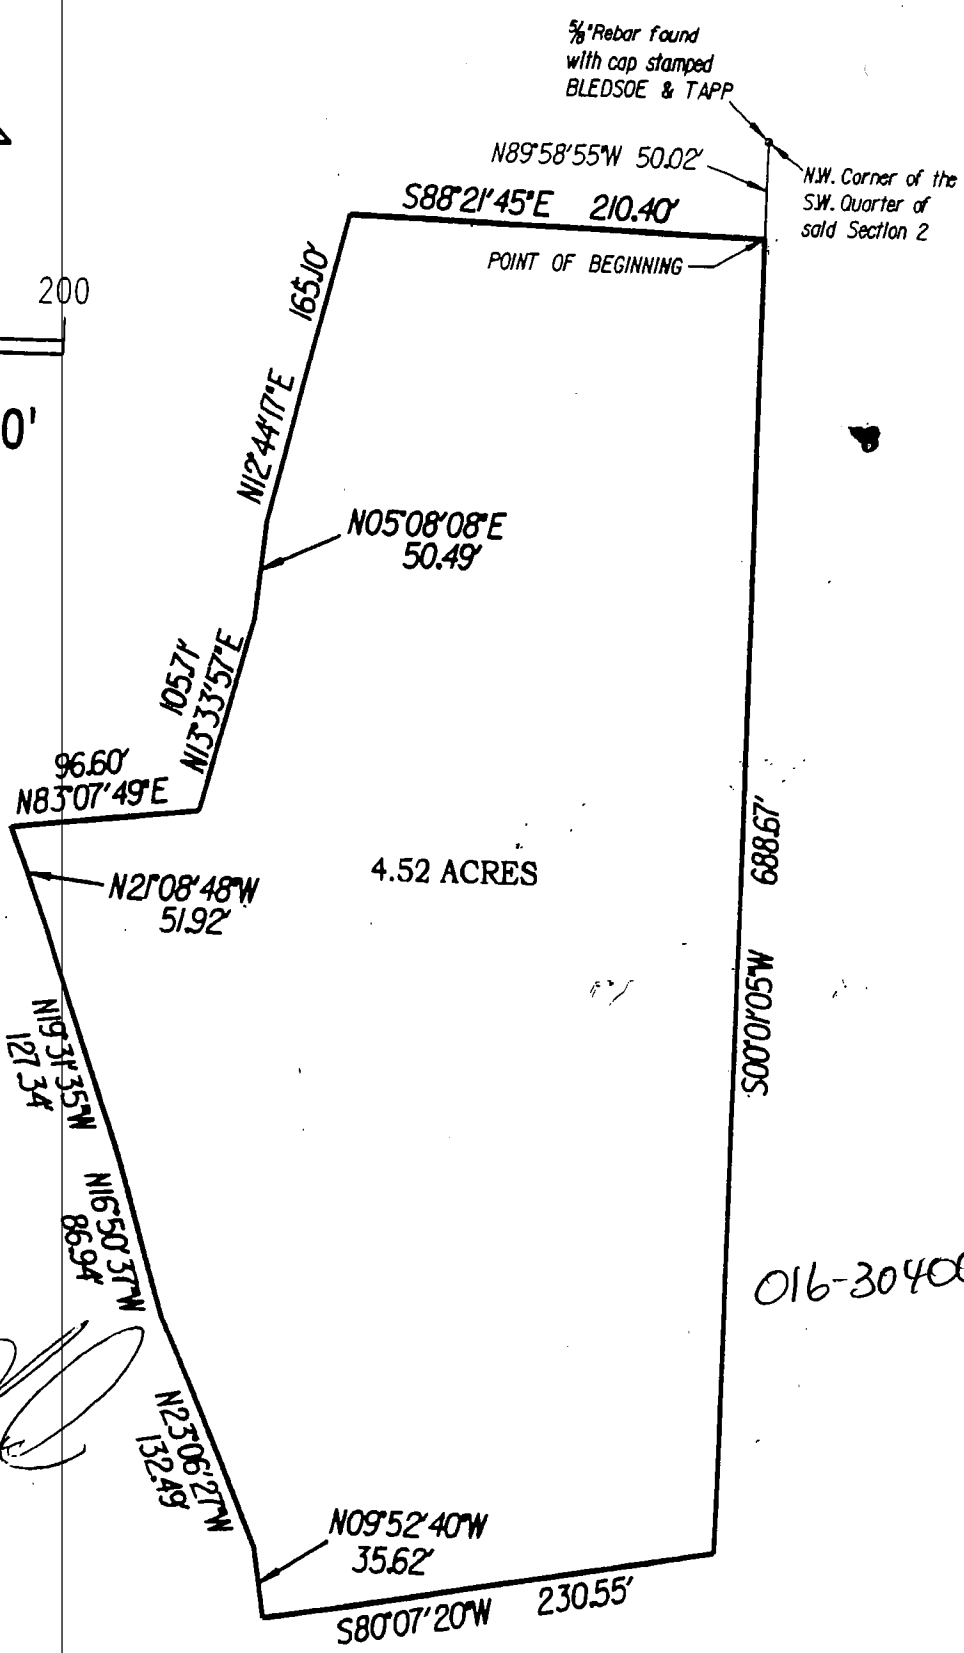 5/8" Rebar found
with cap stamped
BLEDSOE & TAPP
N89°58'55"W 50.02'
N.W. Corner of the
S.W. Quarter of
said Section 2
S88°21'45"E 210.40'
POINT OF BEGINNING
200
0'
165.10'
N12°44'17"E
N05°08'08"E
50.49'
105.71'
N13°33'57"E
96.60'
N83°07'49"E
N21°08'48"W
51.92'
4.52 ACRES
688.67'
S00°01'05"W
N19°31'35"W
127.34'
N16°50'37"W
86.94'
016-3040
N23°06'27"W
132.49'
N09°52'40"W
35.62'
S80°07'20"W 230.55'